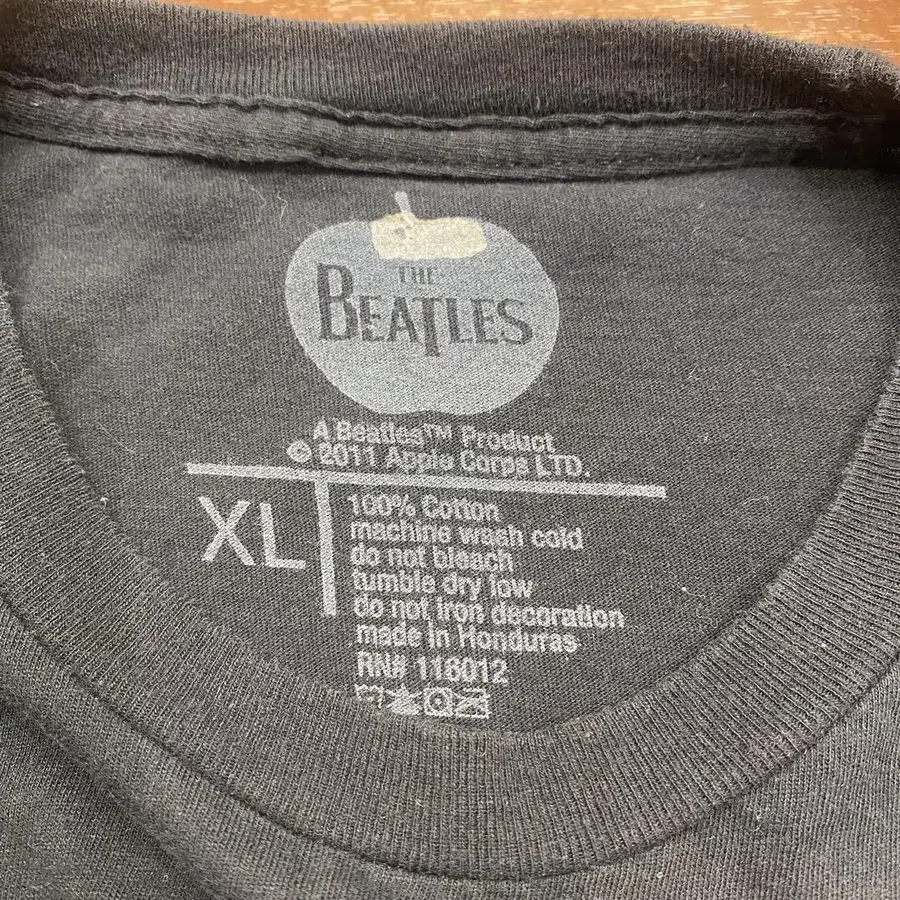 THE
BEATLES
A Beatles™ Product
© 2011 Apple Corps LTD.
XL
100% Cotton
machine wash cold
do not bleach
tumble dry low
do not iron decoration
made in Honduras
RN# 116012